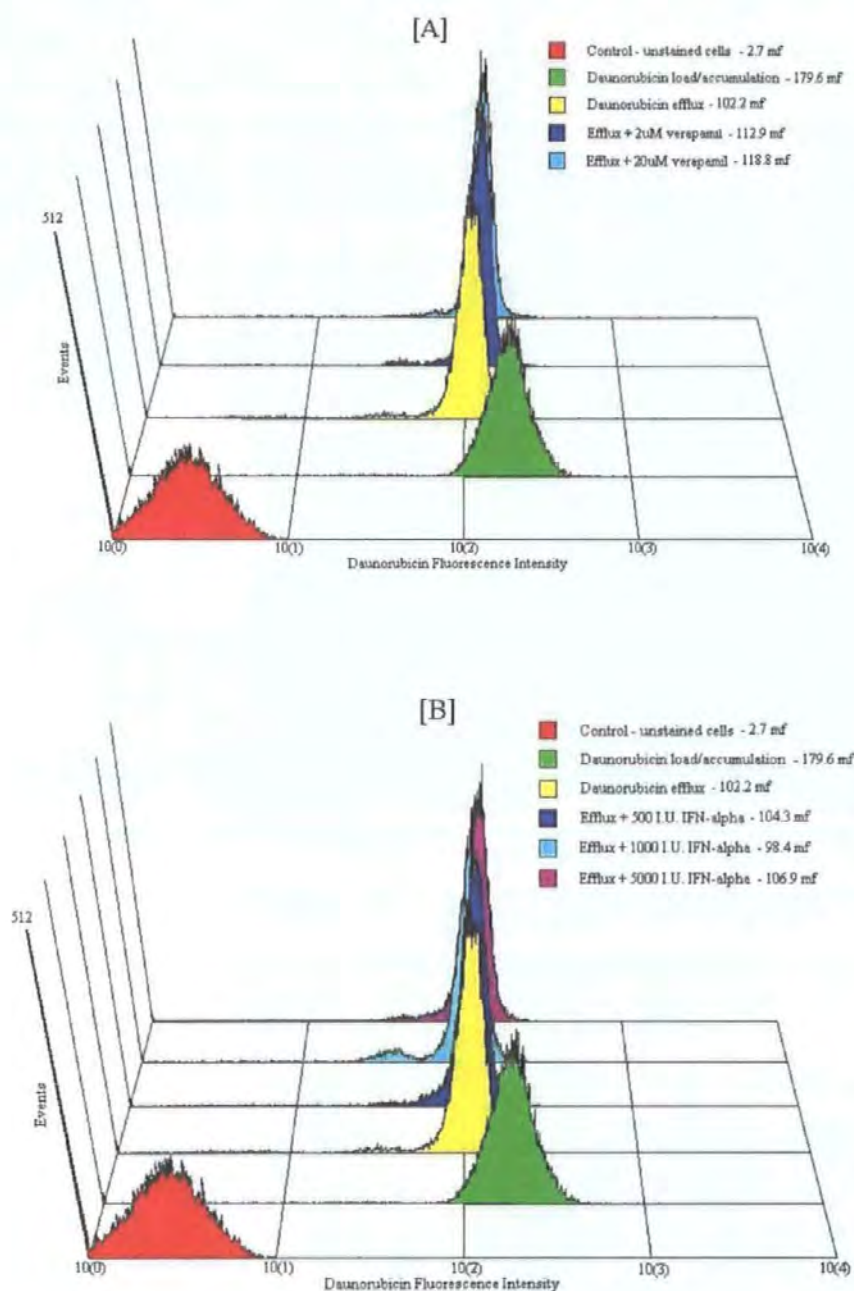 [A]
Control - unstained cells - 2.7 mf
Daunorubicin load/accumulation - 179.6 mf
Daunorubicin efflux - 102.2 mf
Efflux + 2uM verapamil - 112.9 mf
Efflux + 20uM verapamil - 118.8 mf
512
Events
10(0) 10(1) 10(2) 10(3) 10(4)
Daunorubicin Fluorescence Intensity
[B]
Control - unstained cells - 2.7 mf
Daunorubicin load/accumulation - 179.6 mf
Daunorubicin efflux - 102.2 mf
Efflux + 500 I.U. IFN-alpha - 104.3 mf
Efflux + 1000 I.U. IFN-alpha - 98.4 mf
Efflux + 5000 I.U. IFN-alpha - 106.9 mf
512
Events
10(0) 10(1) 10(2) 10(3) 10(4)
Daunorubicin Fluorescence Intensity